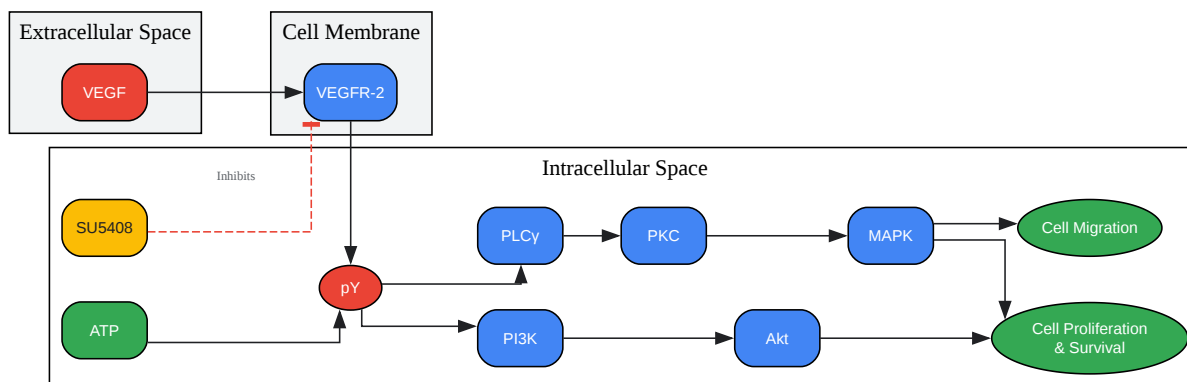 Extracellular Space
Cell Membrane
VEGF
VEGFR-2
Intracellular Space
Inhibits
SU5408
PLCγ
PKC
MAPK
Cell Migration
pY
ATP
PI3K
Akt
Cell Proliferation
& Survival